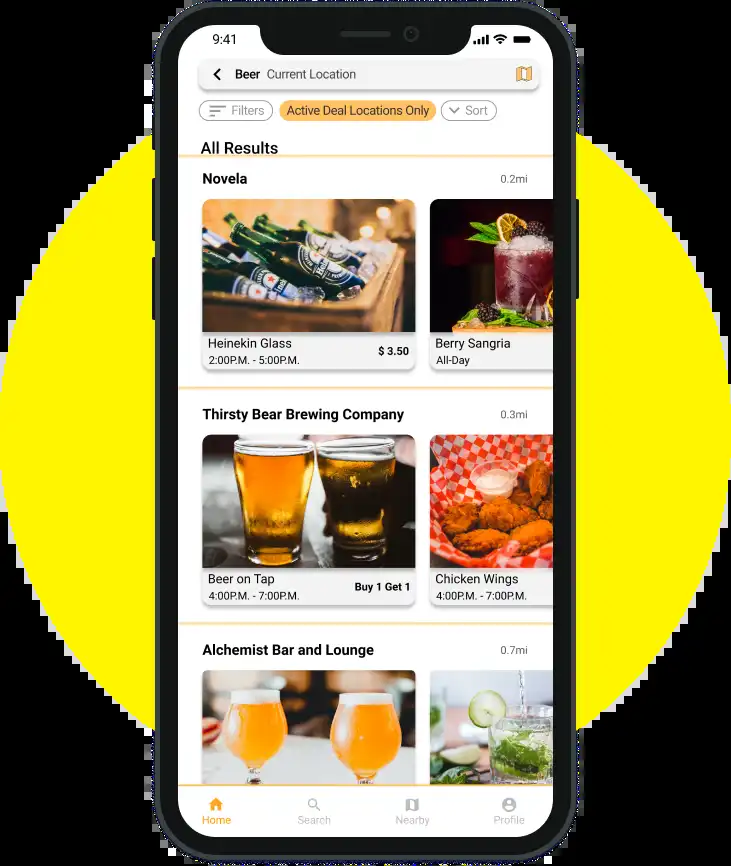 9:41
Beer Current Location
Filters
Active Deal Locations Only
Sort
All Results
Novela 0.2mi
Heineken
Heinekin Glass
2:00P.M. - 5:00P.M.
$ 3.50
Berry Sangria
All-Day
Thirsty Bear Brewing Company 0.3mi
Beer on Tap
4:00P.M. - 7:00P.M.
Buy 1 Get 1
Chicken Wings
4:00P.M. - 7:00P.M.
Alchemist Bar and Lounge 0.7mi
Home Search Nearby Profile